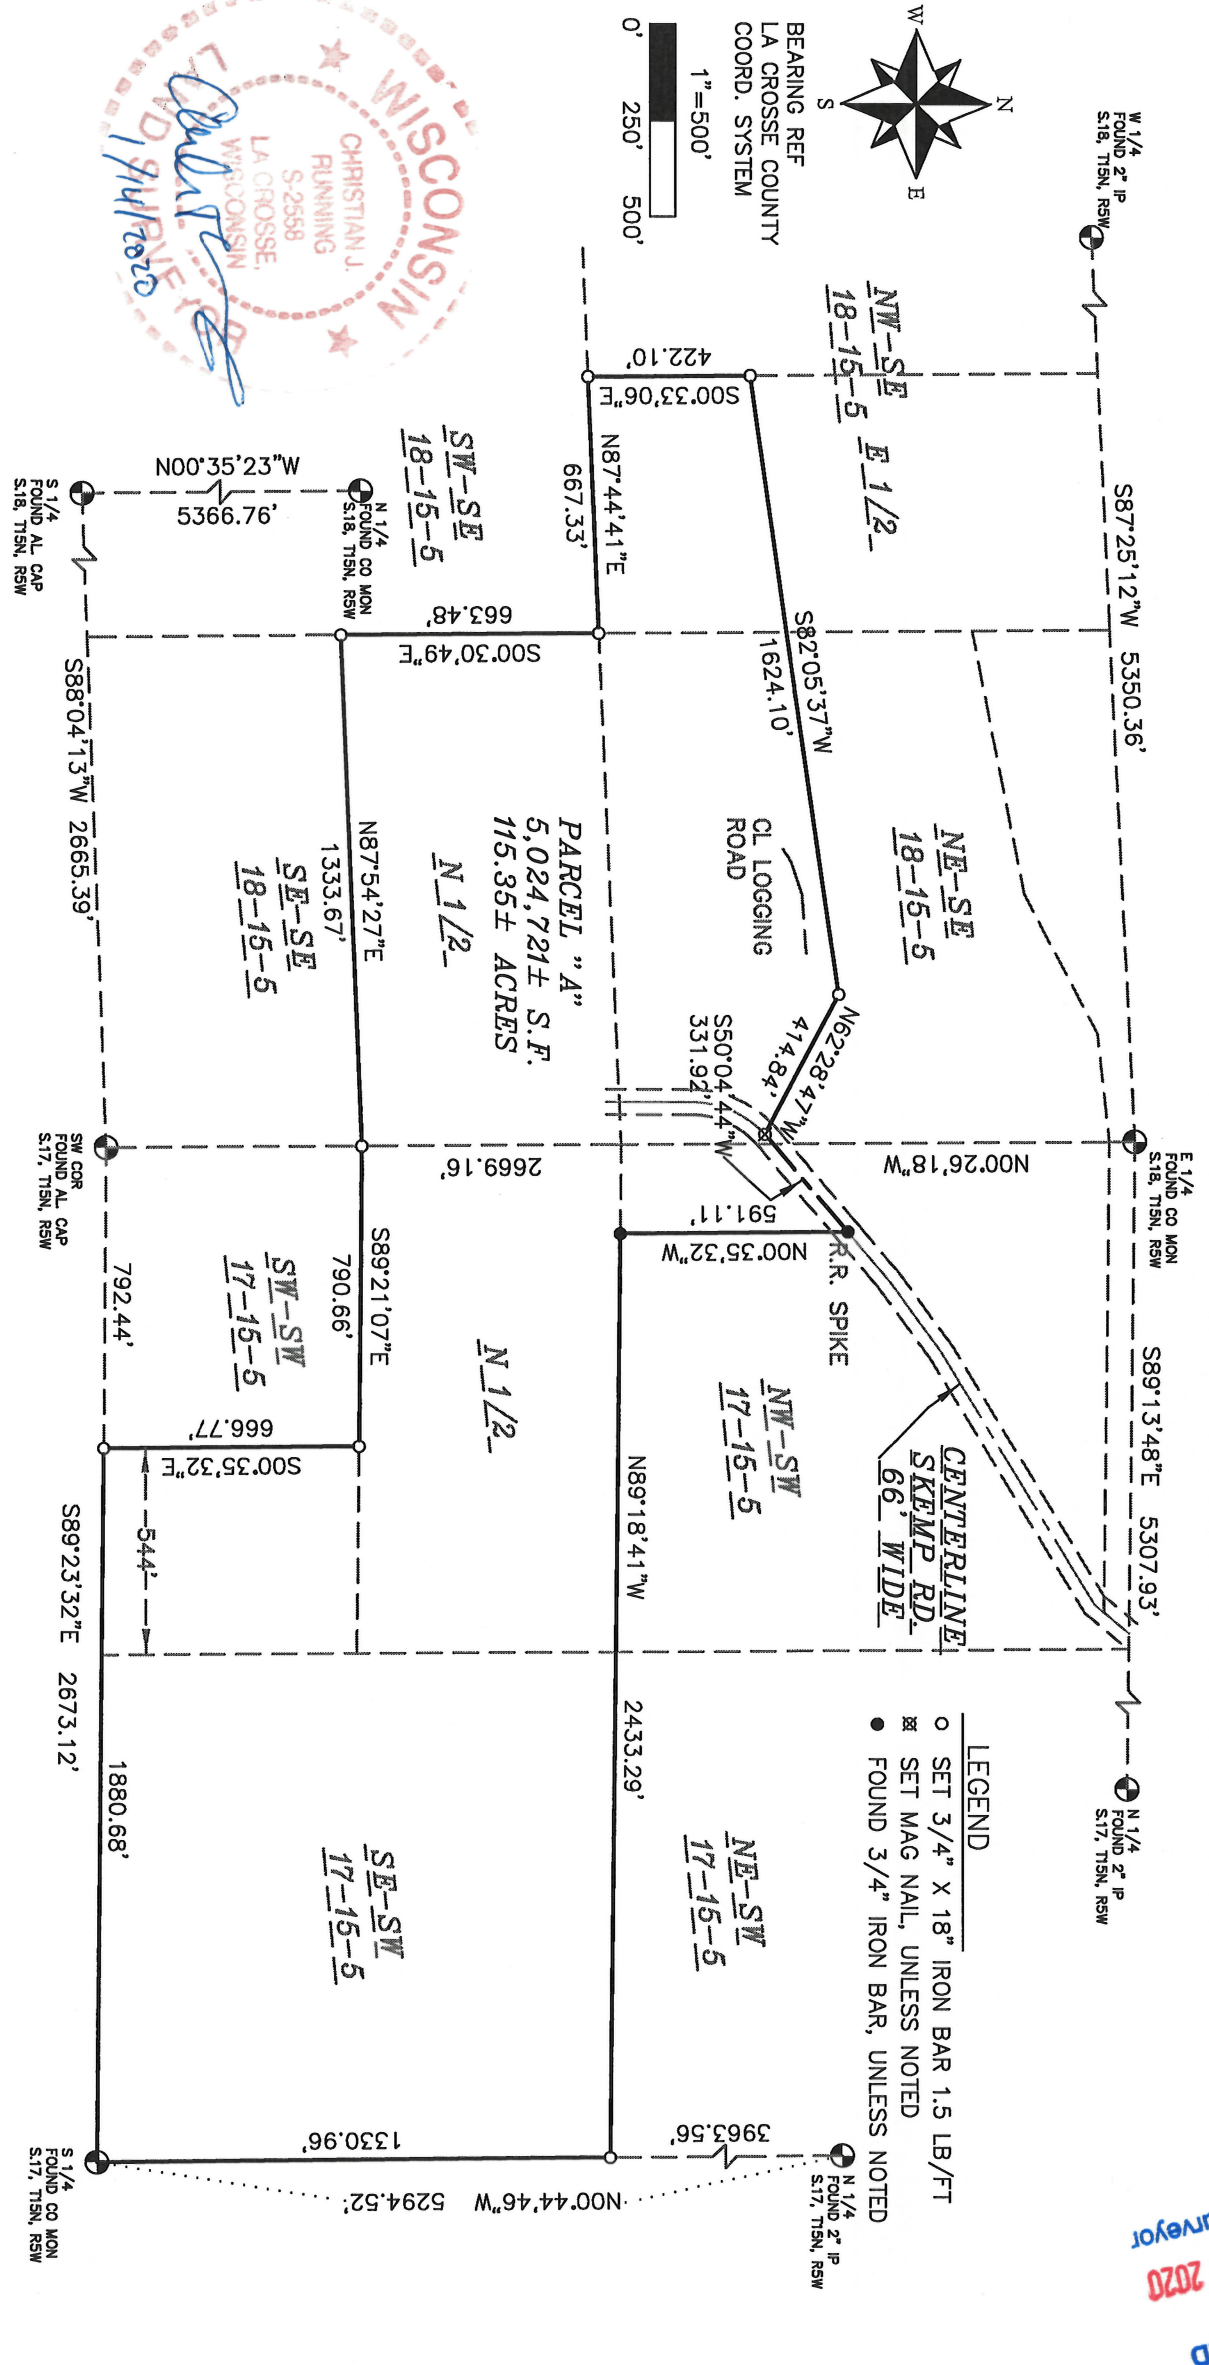 W 1/4
FOUND 2" IP
S.18, T15N, R5W
W
N
S
E
BEARING REF
LA CROSSE COUNTY
COORD. SYSTEM
1"=500'
0' 250' 500'
WISCONSIN
LAND SURVEYOR
CHRISTIAN J.
RUNNING
S-2558
LA CROSSE,
WISCONSIN
1/14/2020
S87°25'12"W 5350.36'
E 1/4
FOUND CO MON
S.18, T15N, R5W
S89°13'48"E 5307.93'
N 1/4
FOUND 2" IP
S.17, T15N, R5W
NW-SE
18-15-5
E 1/2
422.10'
S00°33'06"E
N87°44'41"E
667.33'
S82°05'37"W
1624.10'
NE-SE
18-15-5
CL LOGGING
ROAD
N62°28'47"W
414.84'
S50°04'44"W
331.92'
N00°26'18"W
2669.16'
591.11'
N00°35'32"W
R.R. SPIKE
NW-SW
17-15-5
CENTERLINE
SKEMP RD.
66' WIDE
LEGEND
SET 3/4" X 18" IRON BAR 1.5 LB/FT
SET MAG NAIL, UNLESS NOTED
FOUND 3/4" IRON BAR, UNLESS NOTED
SW-SE
18-15-5
N 1/4
FOUND CO MON
S.18, T15N, R5W
N00°35'23"W
5366.76'
S 1/4
FOUND AL CAP
S.18, T15N, R5W
663.48'
S00°30'49"E
PARCEL "A"
5,024,721± S.F.
115.35± ACRES
N 1/2
N87°54'27"E
1333.67'
SE-SE
18-15-5
S88°04'13"W 2665.39'
SW COR
FOUND AL CAP
S.17, T15N, R5W
N 1/2
S89°21'07"E
790.66'
SW-SW
17-15-5
792.44'
666.77'
S00°35'32"E
544'
N89°18'41"W
2433.29'
NE-SW
17-15-5
SE-SW
17-15-5
S89°23'32"E 2673.12'
1880.68'
1330.96'
3963.56'
N00°44'46"W 5294.52'
N 1/4
FOUND 2" IP
S.17, T15N, R5W
S 1/4
FOUND CO MON
S.17, T15N, R5W
2020